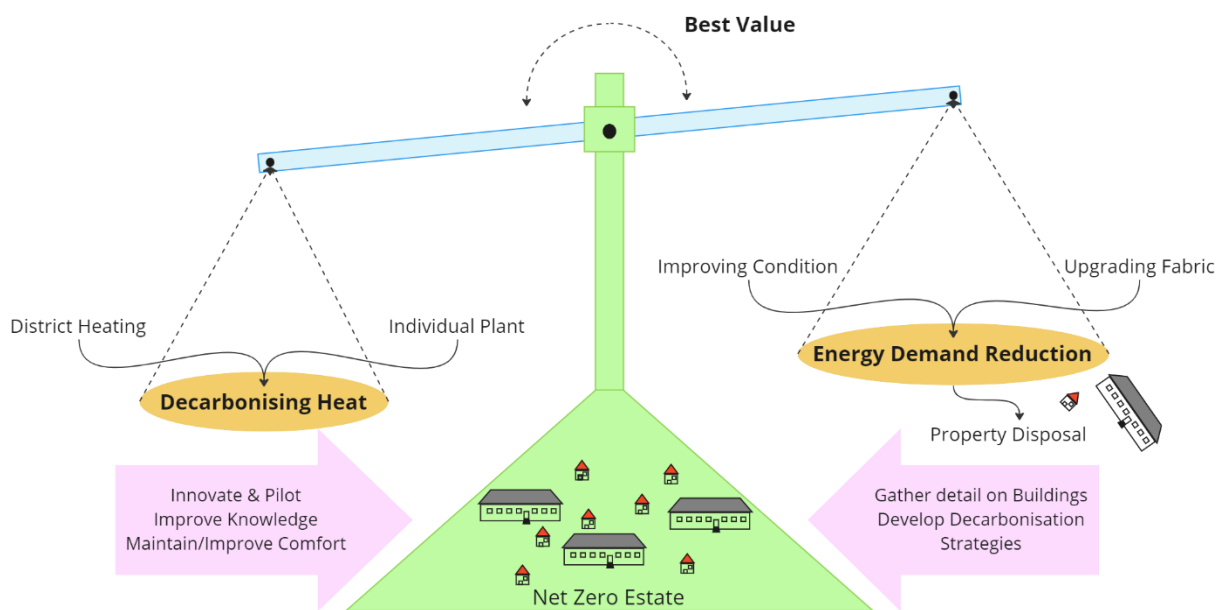 Best Value
Improving Condition
Upgrading Fabric
District Heating
Individual Plant
Energy Demand Reduction
Decarbonising Heat
Property Disposal
Innovate & Pilot
Improve Knowledge
Maintain/Improve Comfort
Gather detail on Buildings
Develop Decarbonisation
Strategies
Net Zero Estate